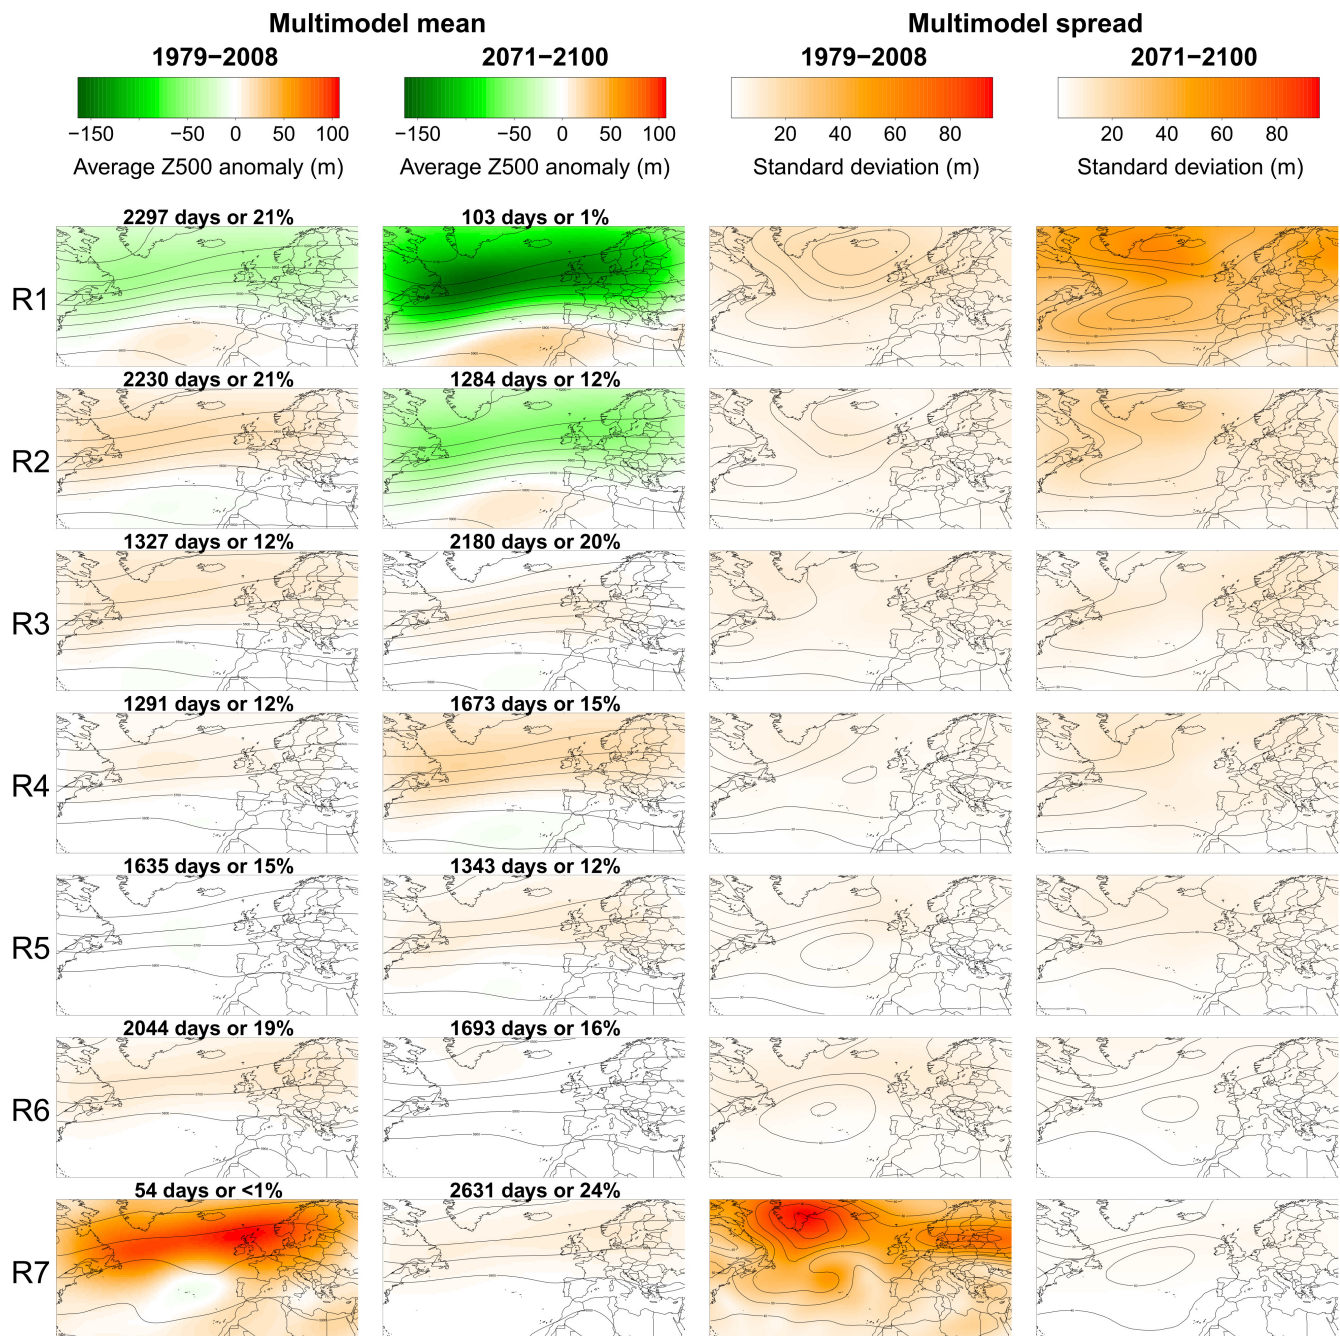 Multimodel mean Multimodel spread
1979−2008 2071−2100 1979−2008 2071−2100
−150 −50 0 50 100 −150 −50 0 50 100 20 40 60 80 20 40 60 80
Average Z500 anomaly (m) Average Z500 anomaly (m) Standard deviation (m) Standard deviation (m)
2297 days or 21% 103 days or 1%
R1
2230 days or 21% 1284 days or 12%
R2
1327 days or 12% 2180 days or 20%
R3
1291 days or 12% 1673 days or 15%
R4
1635 days or 15% 1343 days or 12%
R5
2044 days or 19% 1693 days or 16%
R6
54 days or <1% 2631 days or 24%
R7